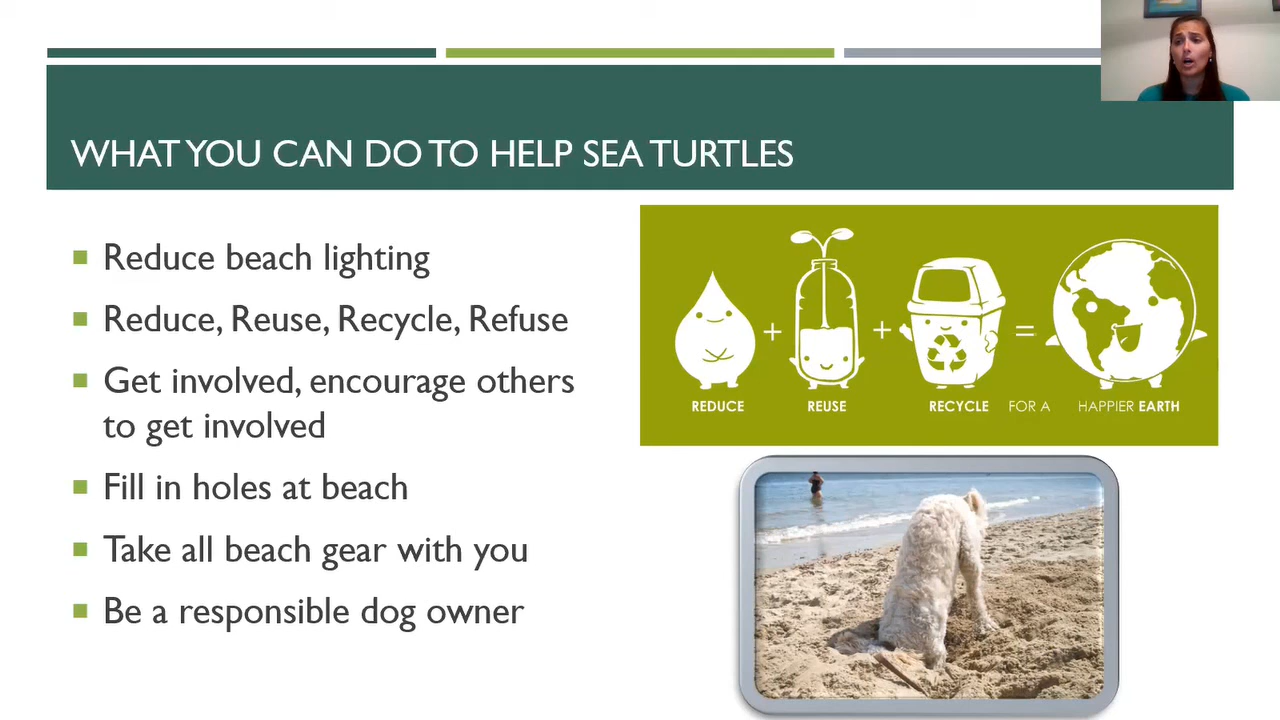 WHAT YOU CAN DO TO HELP SEA TURTLES
Reduce beach lighting
Reduce, Reuse, Recycle, Refuse
Get involved, encourage others
to get involved
Fill in holes at beach
Take all beach gear with you
Be a responsible dog owner
+ + =
REDUCE REUSE RECYCLE FOR A HAPPIER EARTH